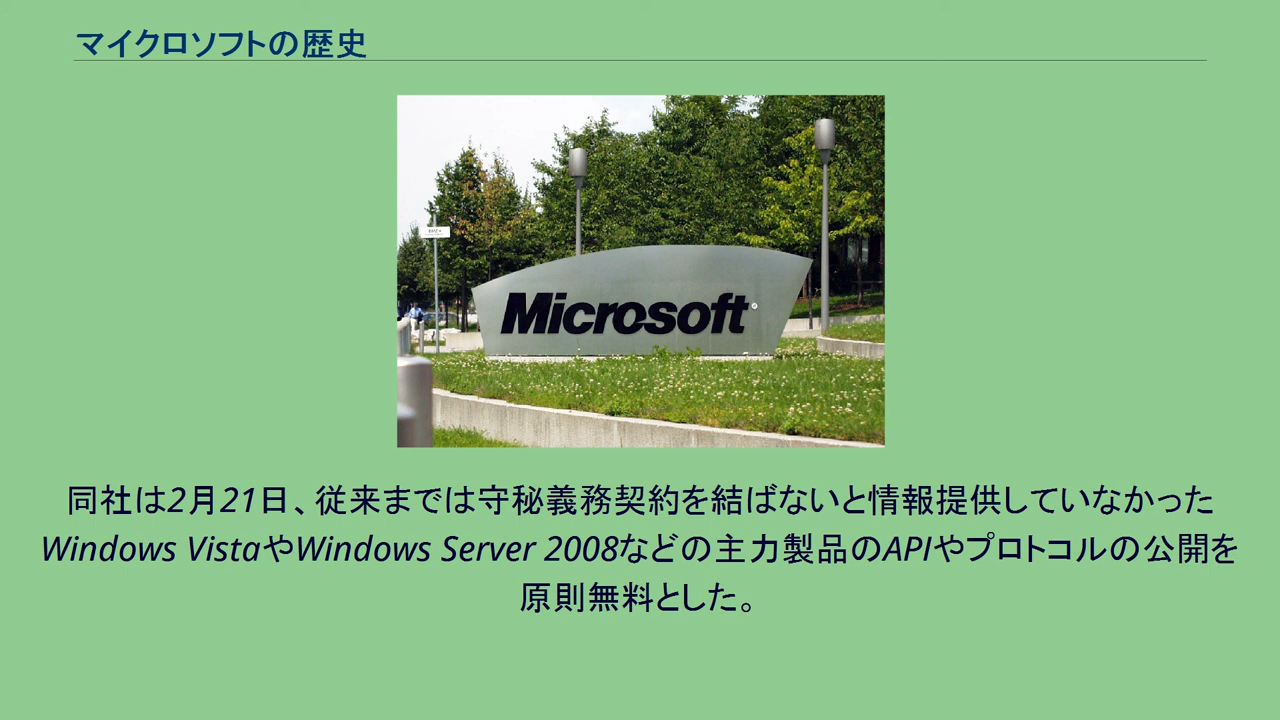 マイクロソフトの歴史
Microsoft®
同社は2月21日、従来までは守秘義務契約を結ばないと情報提供していなかった
Windows VistaやWindows Server 2008などの主力製品のAPIやプロトコルの公開を
原則無料とした。